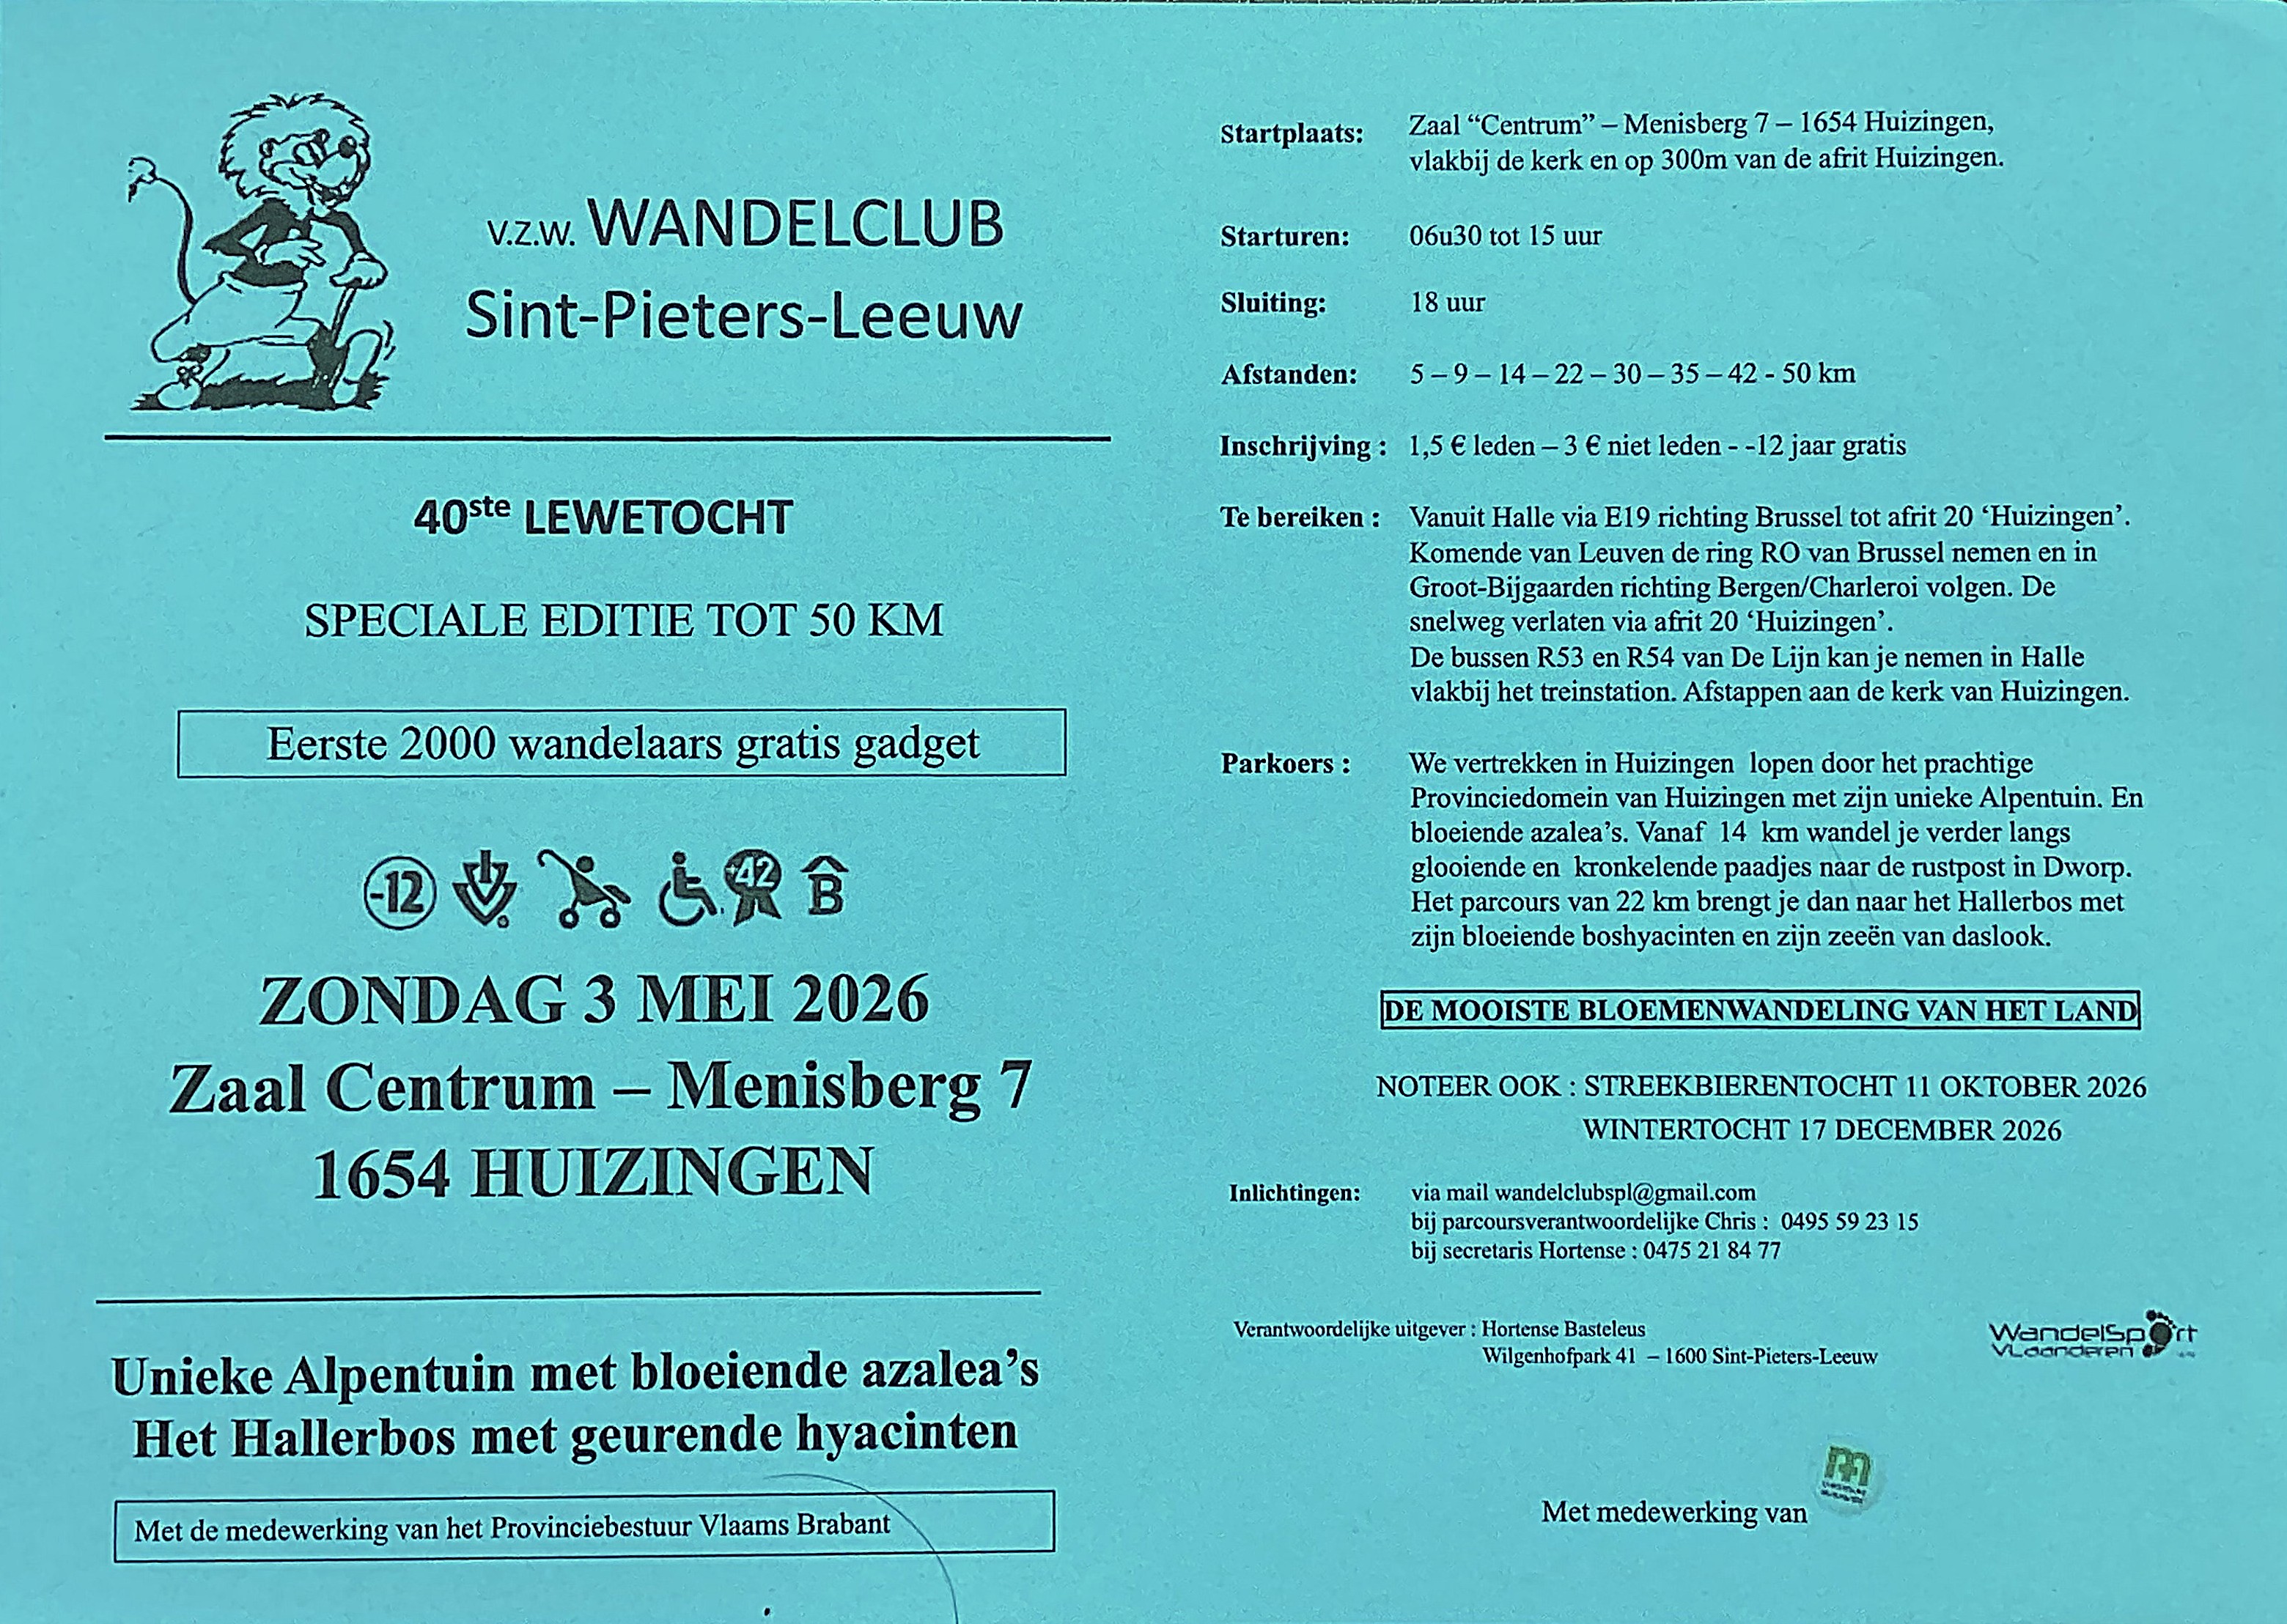 v.z.w. WANDELCLUB
Sint-Pieters-Leeuw
40ste LEWETOCHT
SPECIALE EDITIE TOT 50 KM
Eerste 2000 wandelaars gratis gadget
-12 +42 B
ZONDAG 3 MEI 2026
Zaal Centrum – Menisberg 7
1654 HUIZINGEN
Unieke Alpentuin met bloeiende azalea’s
Het Hallerbos met geurende hyacinten
Met de medewerking van het Provinciebestuur Vlaams Brabant
Startplaats: Zaal “Centrum” – Menisberg 7 – 1654 Huizingen,
vlakbij de kerk en op 300m van de afrit Huizingen.
Starturen: 06u30 tot 15 uur
Sluiting: 18 uur
Afstanden: 5 – 9 – 14 – 22 – 30 – 35 – 42 - 50 km
Inschrijving : 1,5 € leden – 3 € niet leden - -12 jaar gratis
Te bereiken : Vanuit Halle via E19 richting Brussel tot afrit 20 ‘Huizingen’.
Komende van Leuven de ring RO van Brussel nemen en in
Groot-Bijgaarden richting Bergen/Charleroi volgen. De
snelweg verlaten via afrit 20 ‘Huizingen’.
De bussen R53 en R54 van De Lijn kan je nemen in Halle
vlakbij het treinstation. Afstappen aan de kerk van Huizingen.
Parkoers : We vertrekken in Huizingen lopen door het prachtige
Provinciedomein van Huizingen met zijn unieke Alpentuin. En
bloeiende azalea’s. Vanaf 14 km wandel je verder langs
glooiende en kronkelende paadjes naar de rustpost in Dworp.
Het parcours van 22 km brengt je dan naar het Hallerbos met
zijn bloeiende boshyacinten en zijn zeeën van daslook.
DE MOOISTE BLOEMENWANDELING VAN HET LAND
NOTEER OOK : STREEKBIERENTOCHT 11 OKTOBER 2026
WINTERTOCHT 17 DECEMBER 2026
Inlichtingen: via mail wandelclubspl@gmail.com
bij parcoursverantwoordelijke Chris : 0495 59 23 15
bij secretaris Hortense : 0475 21 84 77
Verantwoordelijke uitgever : Hortense Basteleus
Wilgenhofpark 41 – 1600 Sint-Pieters-Leeuw
WandelSport
VLaanderen
Met medewerking van